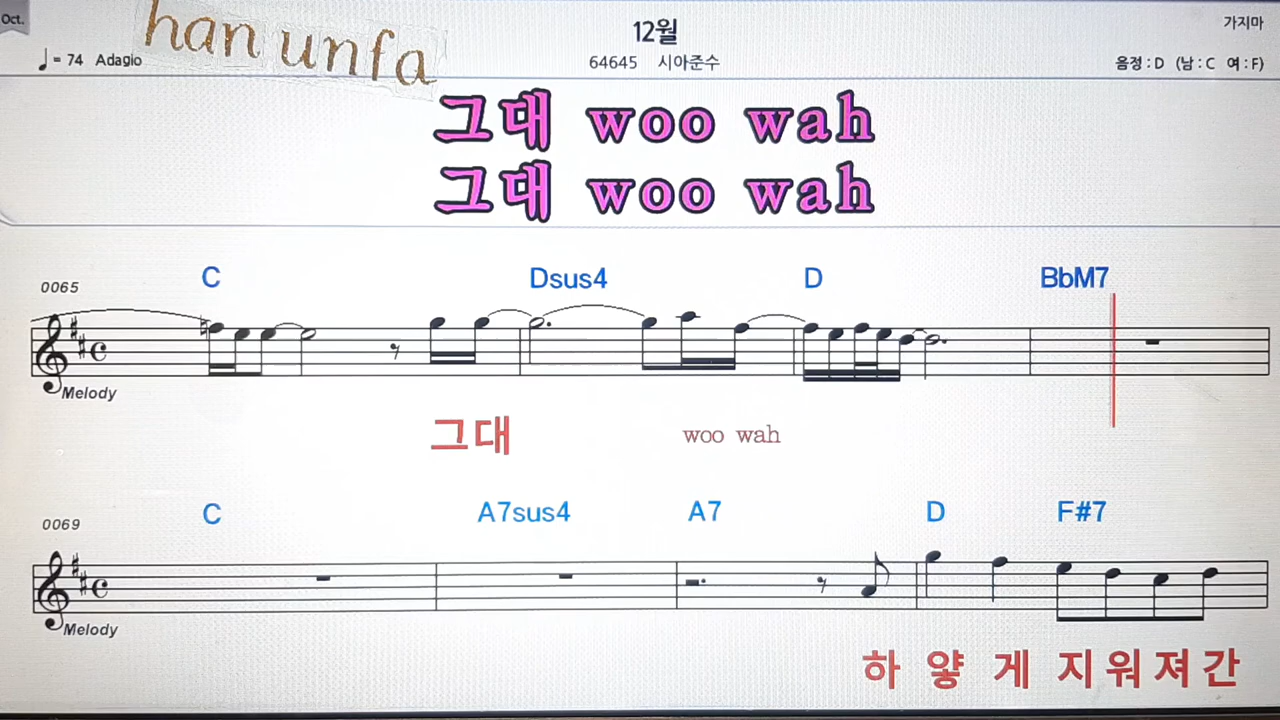 Oct.
han unfa
12월
가지마
♩= 74 Adagio
64645 시아준수
음정 : D (남 : C 여 : F)
그대 woo wah
그대 woo wah
C Dsus4 D BbM7
0065
Melody
그대 woo wah
C A7sus4 A7 D F#7
0069
Melody
하 얗 게 지워져간